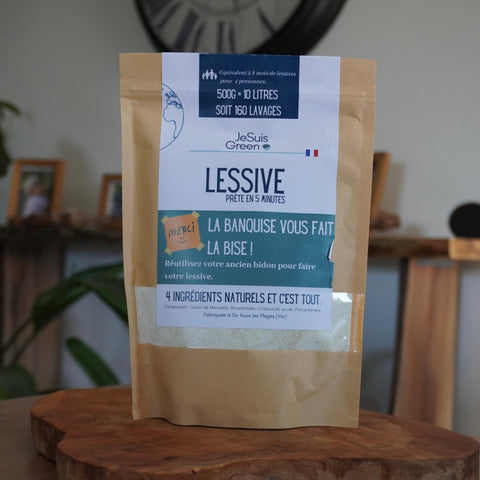 Equivalent à 8 mois de lessives
pour 4 personnes.
500G = 10 LITRES
SOIT 160 LAVAGES
JeSuis
Green
LESSIVE
PRÊTE EN 5 MINUTES
MERCI
LA BANQUISE VOUS FAIT
LA BISE !
Réutilisez votre ancien bidon pour faire
votre lessive.
4 INGRÉDIENTS NATURELS ET C'EST TOUT.
Composition : Savon de Marseille, Bicarbonate, Cristaux de soude, Percarbonate
Fabriquée à Six fours les Plages (Var)